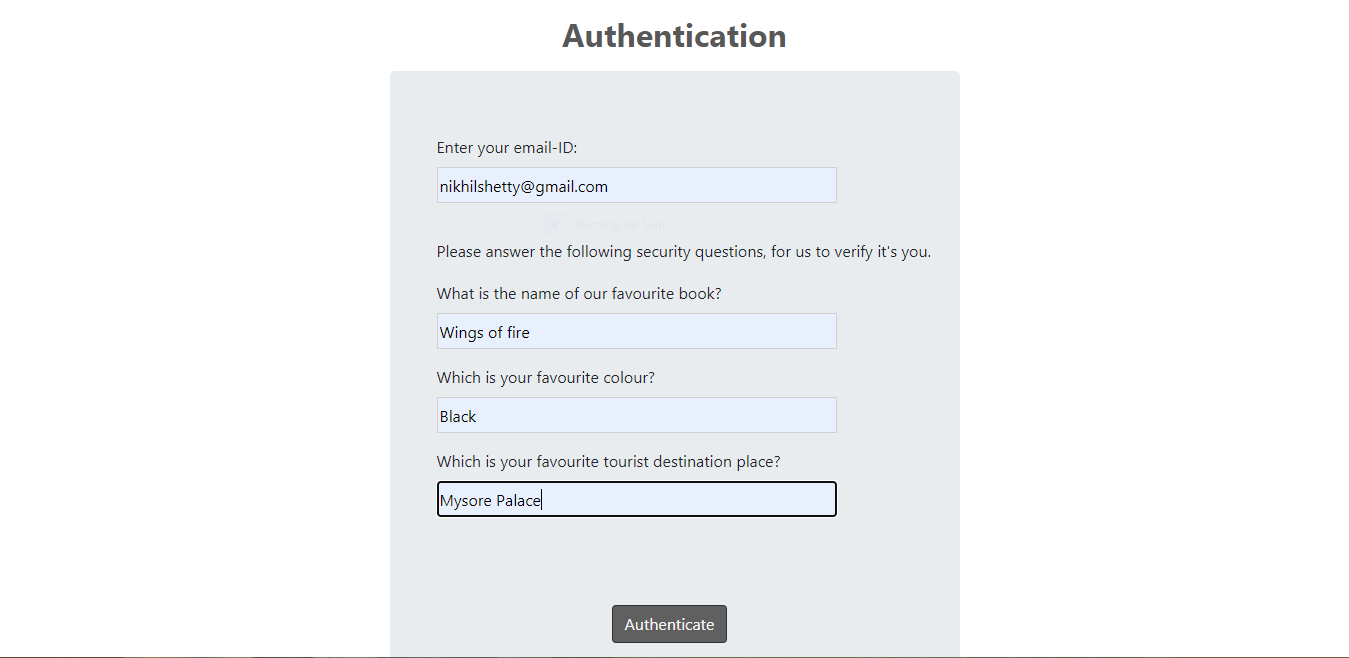 Authentication
Enter your email-ID:
nikhilshetty@gmail.com
Rectangular Snip
Please answer the following security questions, for us to verify it's you.
What is the name of our favourite book?
Wings of fire
Which is your favourite colour?
Black
Which is your favourite tourist destination place?
Mysore Palace
Authenticate